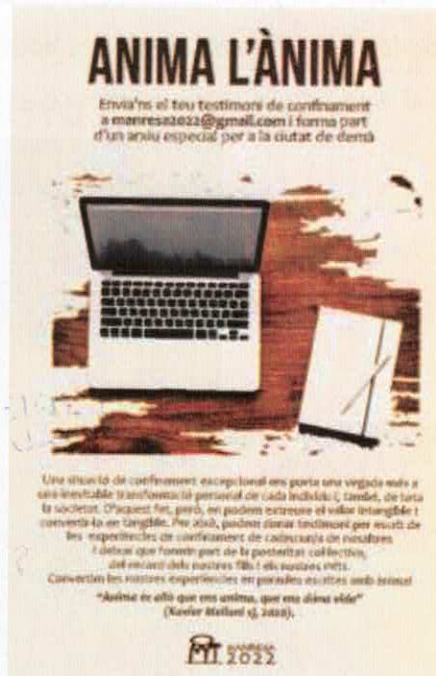 ANIMA L'ÀNIMA
Envia'ns el teu testimoni de confinament
a manresa2022@gmail.com i forma part
d'un arxiu especial per a la ciutat de demà
Una situació de confinament excepcional ens porta una vegada més a
una inevitable transformació personal de cada individu i, també, de tota
la societat. D'aquest fet, però, en podem extreure el valor intangible i
convertir-lo en tangible. Per això, podem donar testimoni per escrit de
les experiències de confinament de cadascun/a de nosaltres
i deixar que formin part de la posteritat col·lectiva,
del record dels nostres fills i els nostres néts.
Convertim les nostres experiències en paraules escrites amb ànima!
"Ànima és allò que ens anima, que ens dóna vida"
(Xavier Melloni sj, 2020).
MANRESA
2022